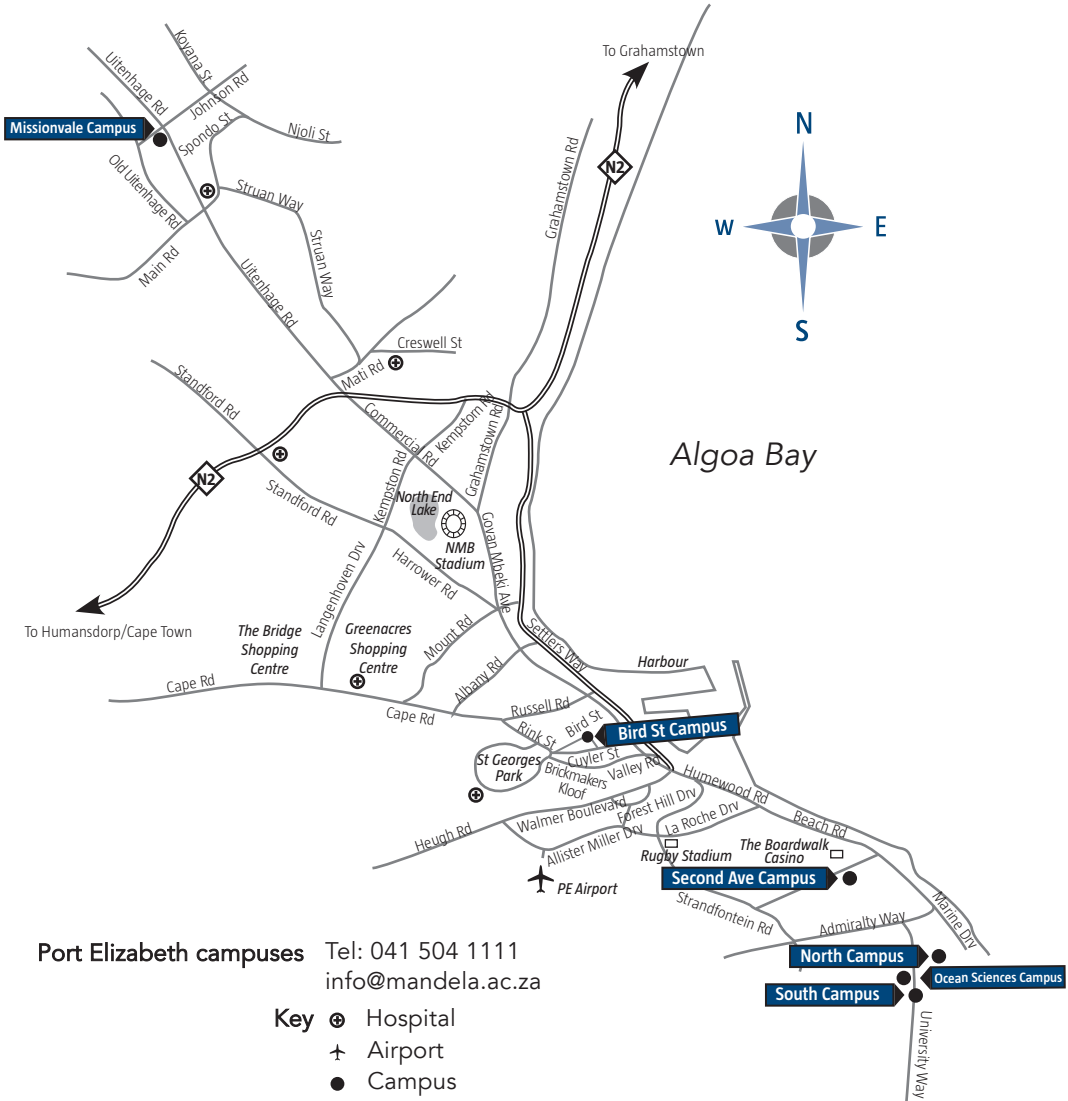 To Grahamstown
Koyana St
Uitenhage Rd
Johnson Rd
Missionvale Campus
Spondo St
Njoli St
N2
N
W
E
S
Grahamstown Rd
Old Uitenhage Rd
Struan Way
Main Rd
Struan Way
Uitenhage Rd
Creswell St
Mati Rd
Standford Rd
Commercial Rd
Kempstorn Rd
Grahamstown Rd
Algoa Bay
N2
Standford Rd
Kempston Rd
North End
Lake
NMB
Stadium
Govan Mbeki Ave
Harrower Rd
Langenhoven Drv
To Humansdorp/Cape Town
The Bridge
Shopping
Centre
Greenacres
Shopping
Centre
Mount Rd
Settlers Way
Albany Rd
Harbour
Cape Rd
Cape Rd
Russell Rd
Rink St
Bird St
Bird St Campus
St Georges
Park
Cuyler St
Brickmakers
Kloof
Valley Rd
Humewood Rd
Heugh Rd
Walmer Boulevard
Forest Hill Drv
La Roche Drv
Beach Rd
Allister Miller Drv
Rugby Stadium
The Boardwalk
Casino
PE Airport
Second Ave Campus
Strandfontein Rd
Admiralty Way
Marine Drv
North Campus
Ocean Sciences Campus
South Campus
University Way
Port Elizabeth campuses
Tel: 041 504 1111
info@mandela.ac.za
Key
Hospital
Airport
Campus